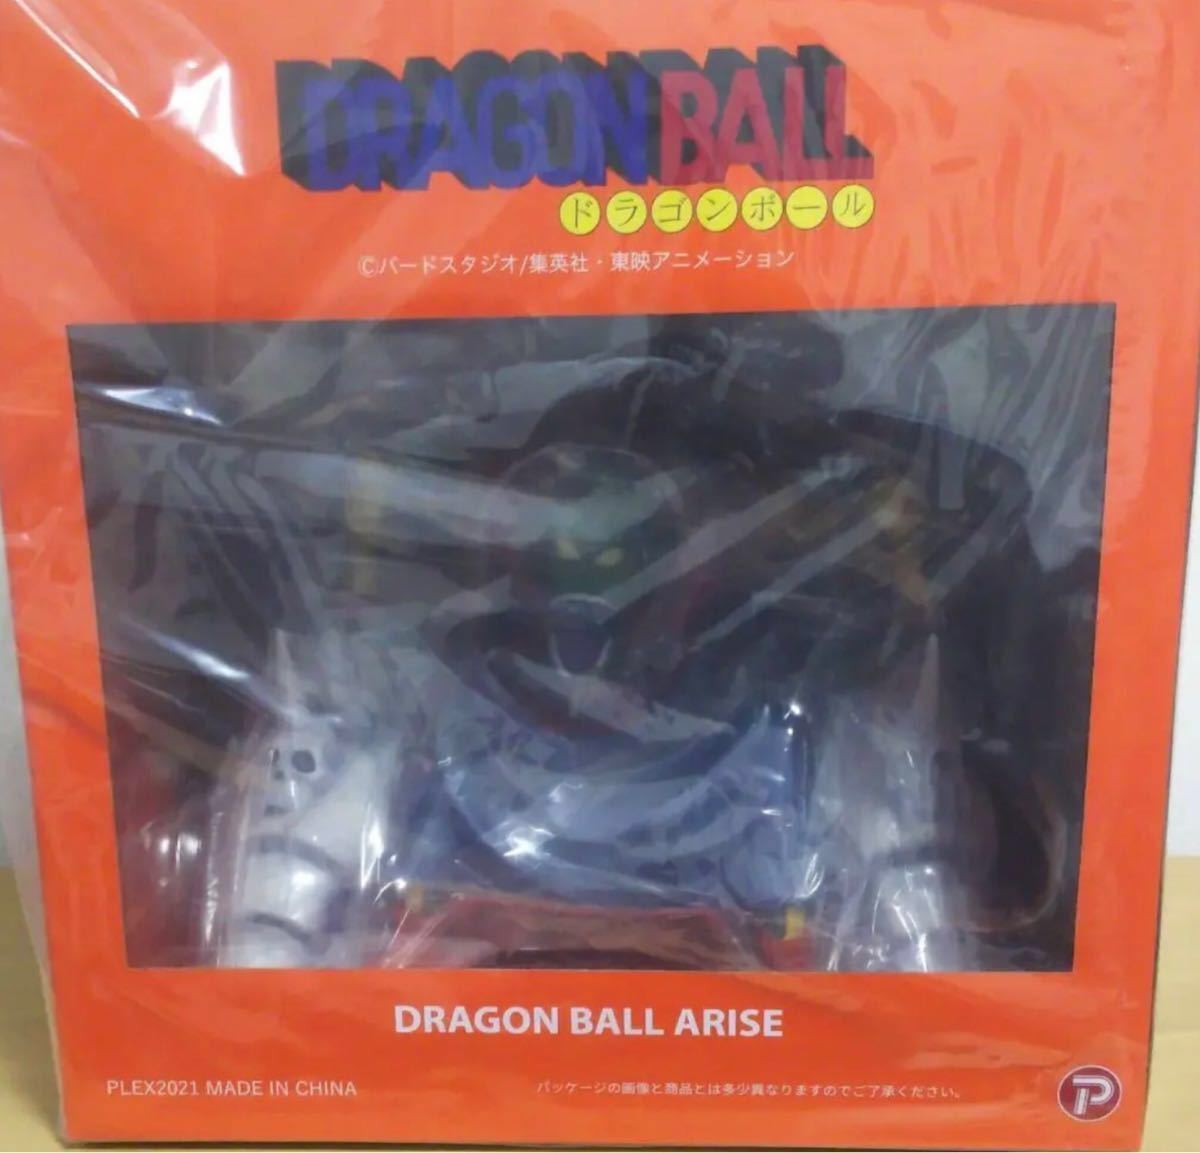 DRAGON BALL
ドラゴンボール
©バードスタジオ/集英社・東映アニメーション
DRAGON BALL ARISE
PLEX2021 MADE IN CHINA
パッケージの画像と商品とは多少異なりますのでご了承ください。
P